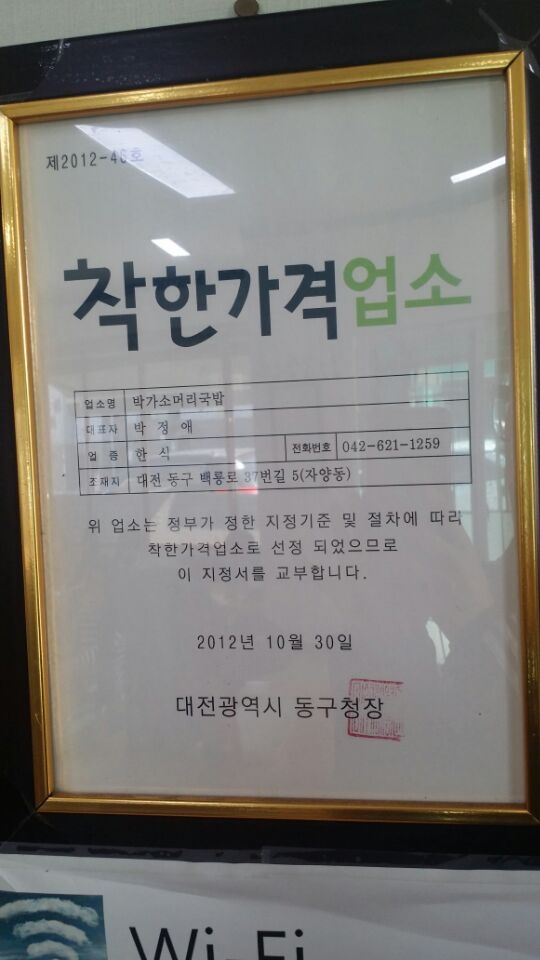 제2012-46호
착한가격업소
업소명 박가소머리국밥
대표자 박 정 애
업 종 한 식 전화번호 042-621-1259
조재지 대전 동구 백룡로 37번길 5(자양동)
위 업소는 정부가 정한 지정기준 및 절차에 따라
착한가격업소로 선정 되었으므로
이 지정서를 교부합니다.
2012년 10월 30일
대전광역시 동구청장
Wi-Fi